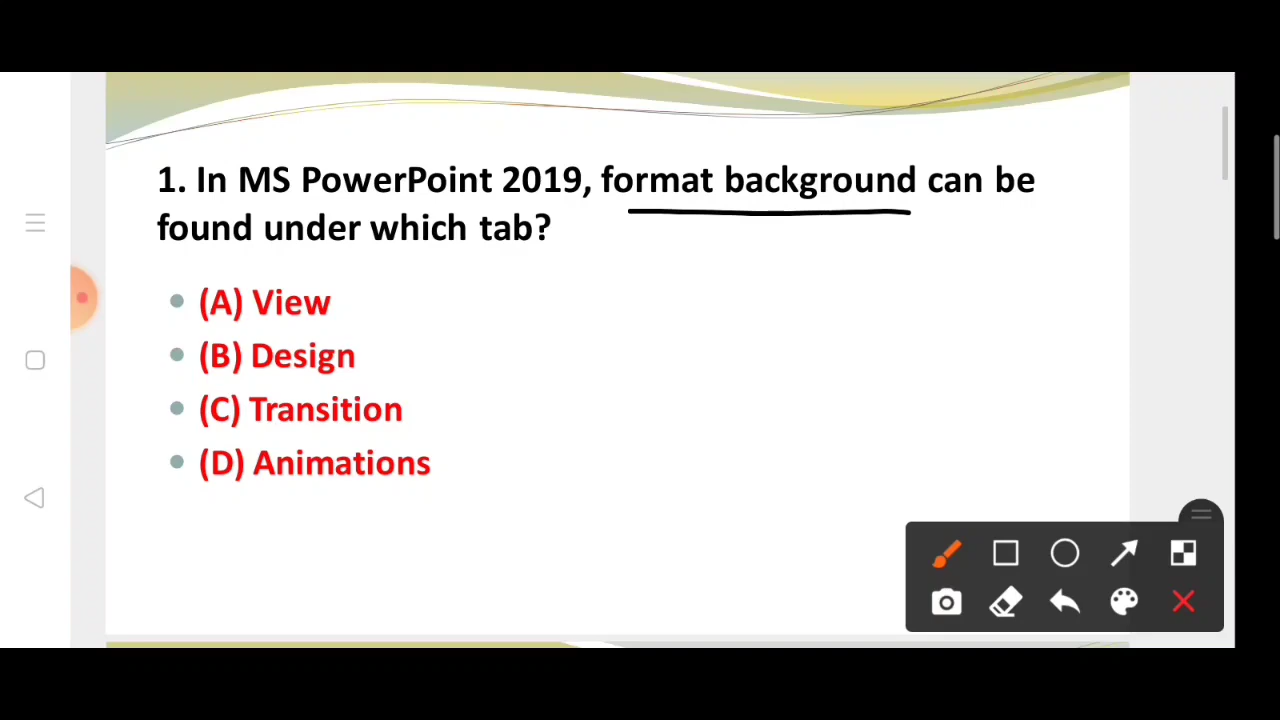 1. In MS PowerPoint 2019, format background can be
found under which tab?
(A) View
(B) Design
(C) Transition
(D) Animations